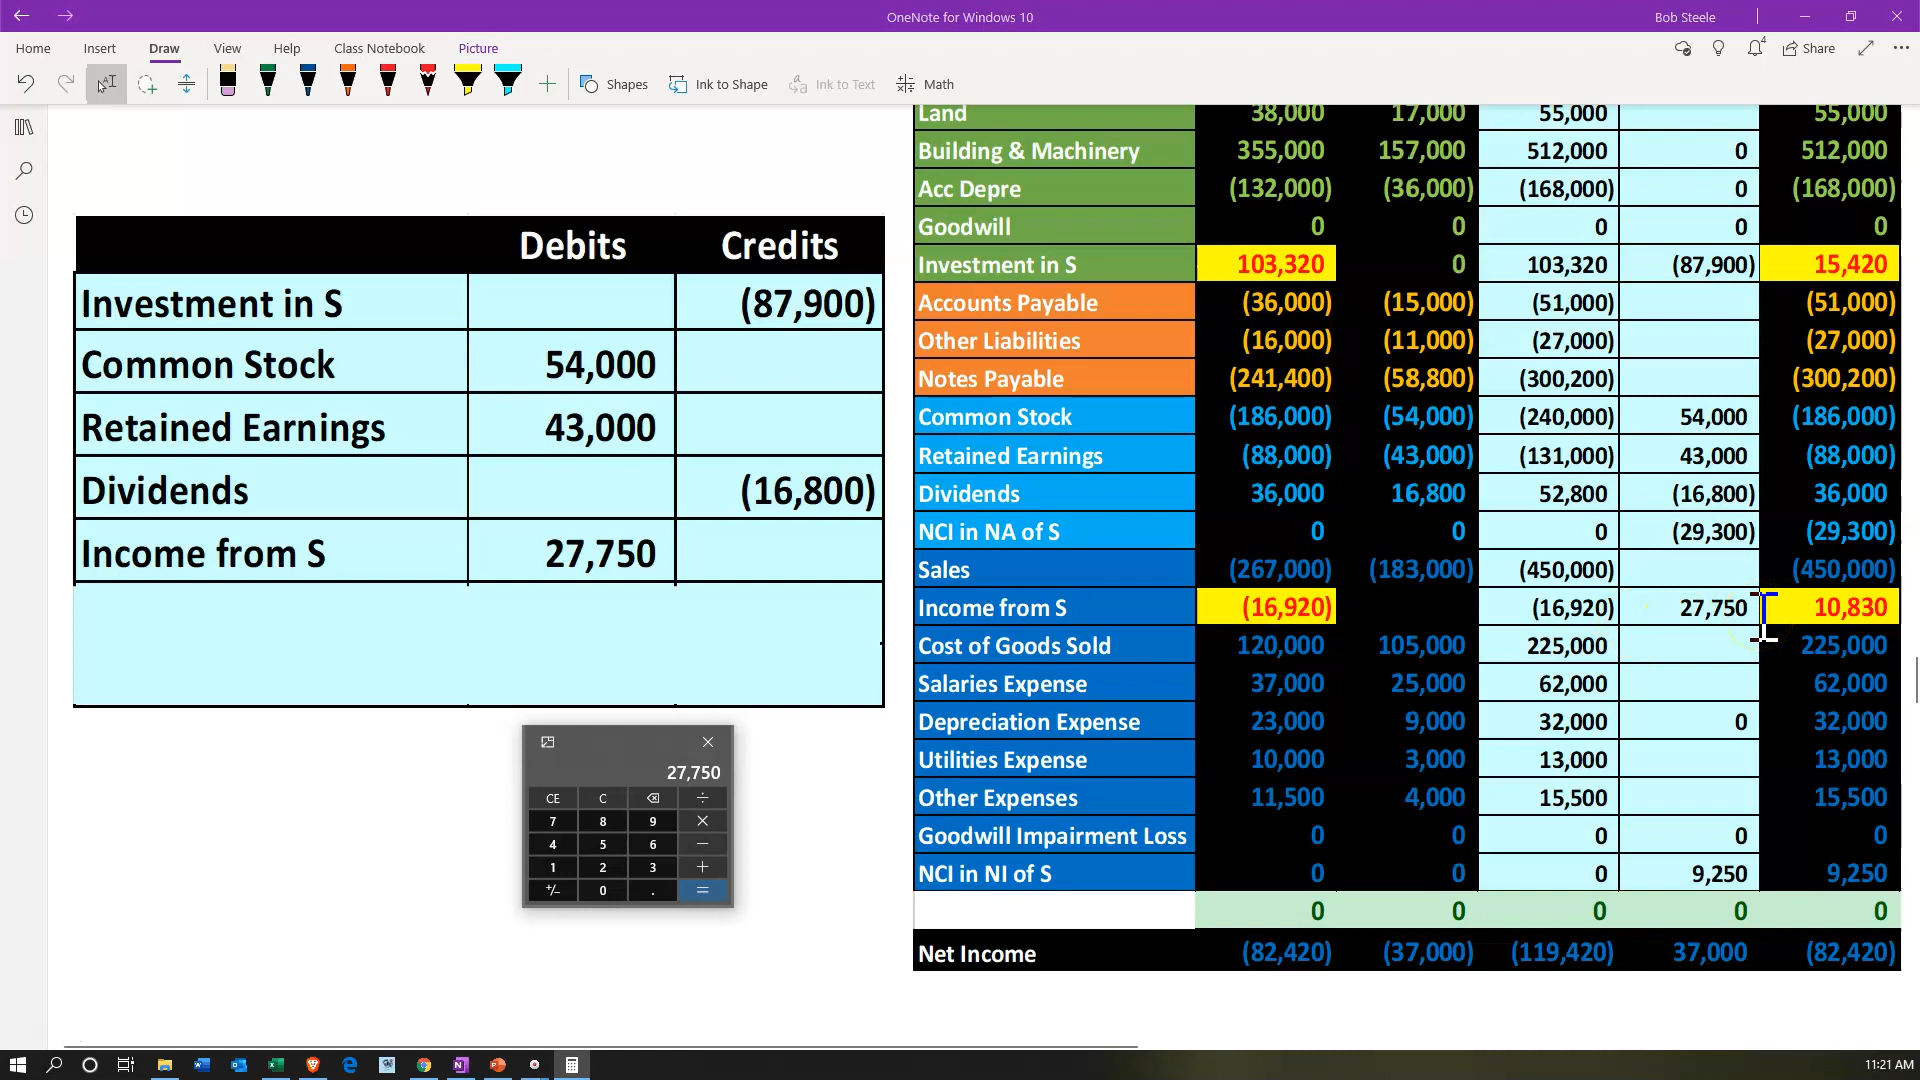 OneNote for Windows 10
Bob Steele
Home Insert Draw View Help Class Notebook Picture
4 Share
Shapes Ink to Shape Ink to Text Math
Debits Credits
Investment in S (87,900)
Common Stock 54,000
Retained Earnings 43,000
Dividends (16,800)
Income from S 27,750
27,750
CE C ⌫ ÷
7 8 9 ×
4 5 6 −
1 2 3 +
+/− 0 . =
Land 38,000 17,000 55,000 55,000
Building & Machinery 355,000 157,000 512,000 0 512,000
Acc Depre (132,000) (36,000) (168,000) 0 (168,000)
Goodwill 0 0 0 0 0
Investment in S 103,320 0 103,320 (87,900) 15,420
Accounts Payable (36,000) (15,000) (51,000) (51,000)
Other Liabilities (16,000) (11,000) (27,000) (27,000)
Notes Payable (241,400) (58,800) (300,200) (300,200)
Common Stock (186,000) (54,000) (240,000) 54,000 (186,000)
Retained Earnings (88,000) (43,000) (131,000) 43,000 (88,000)
Dividends 36,000 16,800 52,800 (16,800) 36,000
NCI in NA of S 0 0 0 (29,300) (29,300)
Sales (267,000) (183,000) (450,000) (450,000)
Income from S (16,920) (16,920) 27,750 10,830
Cost of Goods Sold 120,000 105,000 225,000 225,000
Salaries Expense 37,000 25,000 62,000 62,000
Depreciation Expense 23,000 9,000 32,000 0 32,000
Utilities Expense 10,000 3,000 13,000 13,000
Other Expenses 11,500 4,000 15,500 15,500
Goodwill Impairment Loss 0 0 0 0 0
NCI in NI of S 0 0 0 9,250 9,250
0 0 0 0 0
Net Income (82,420) (37,000) (119,420) 37,000 (82,420)
11:21 AM